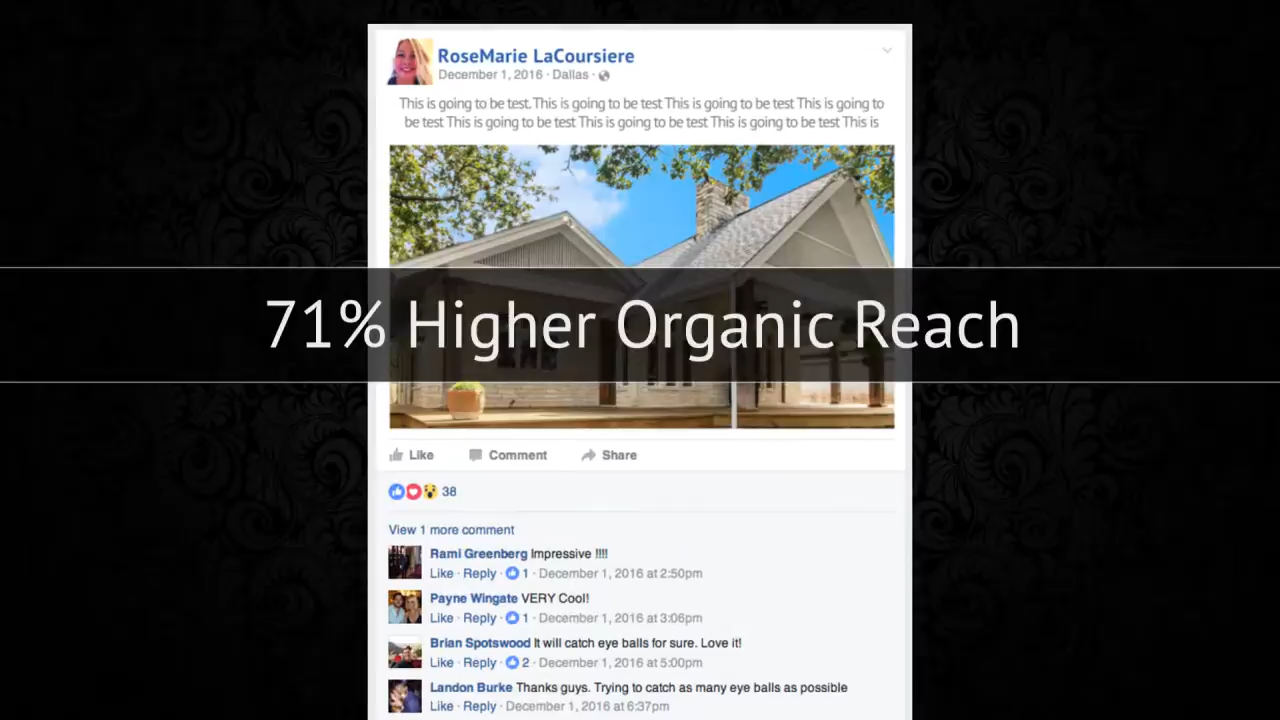 RoseMarie LaCoursiere
December 1, 2016 · Dallas ·
This is going to be test. This is going to be test This is going to be test This is going to
be test This is going to be test This is going to be test This is going to be test This is
71% Higher Organic Reach
Like Comment Share
38
View 1 more comment
Rami Greenberg Impressive !!!!
Like · Reply · 1 · December 1, 2016 at 2:50pm
Payne Wingate VERY Cool!
Like · Reply · 1 · December 1, 2016 at 3:06pm
Brian Spotswood It will catch eye balls for sure. Love it!
Like · Reply · 2 · December 1, 2016 at 5:00pm
Landon Burke Thanks guys. Trying to catch as many eye balls as possible
Like · Reply · December 1, 2016 at 6:37pm